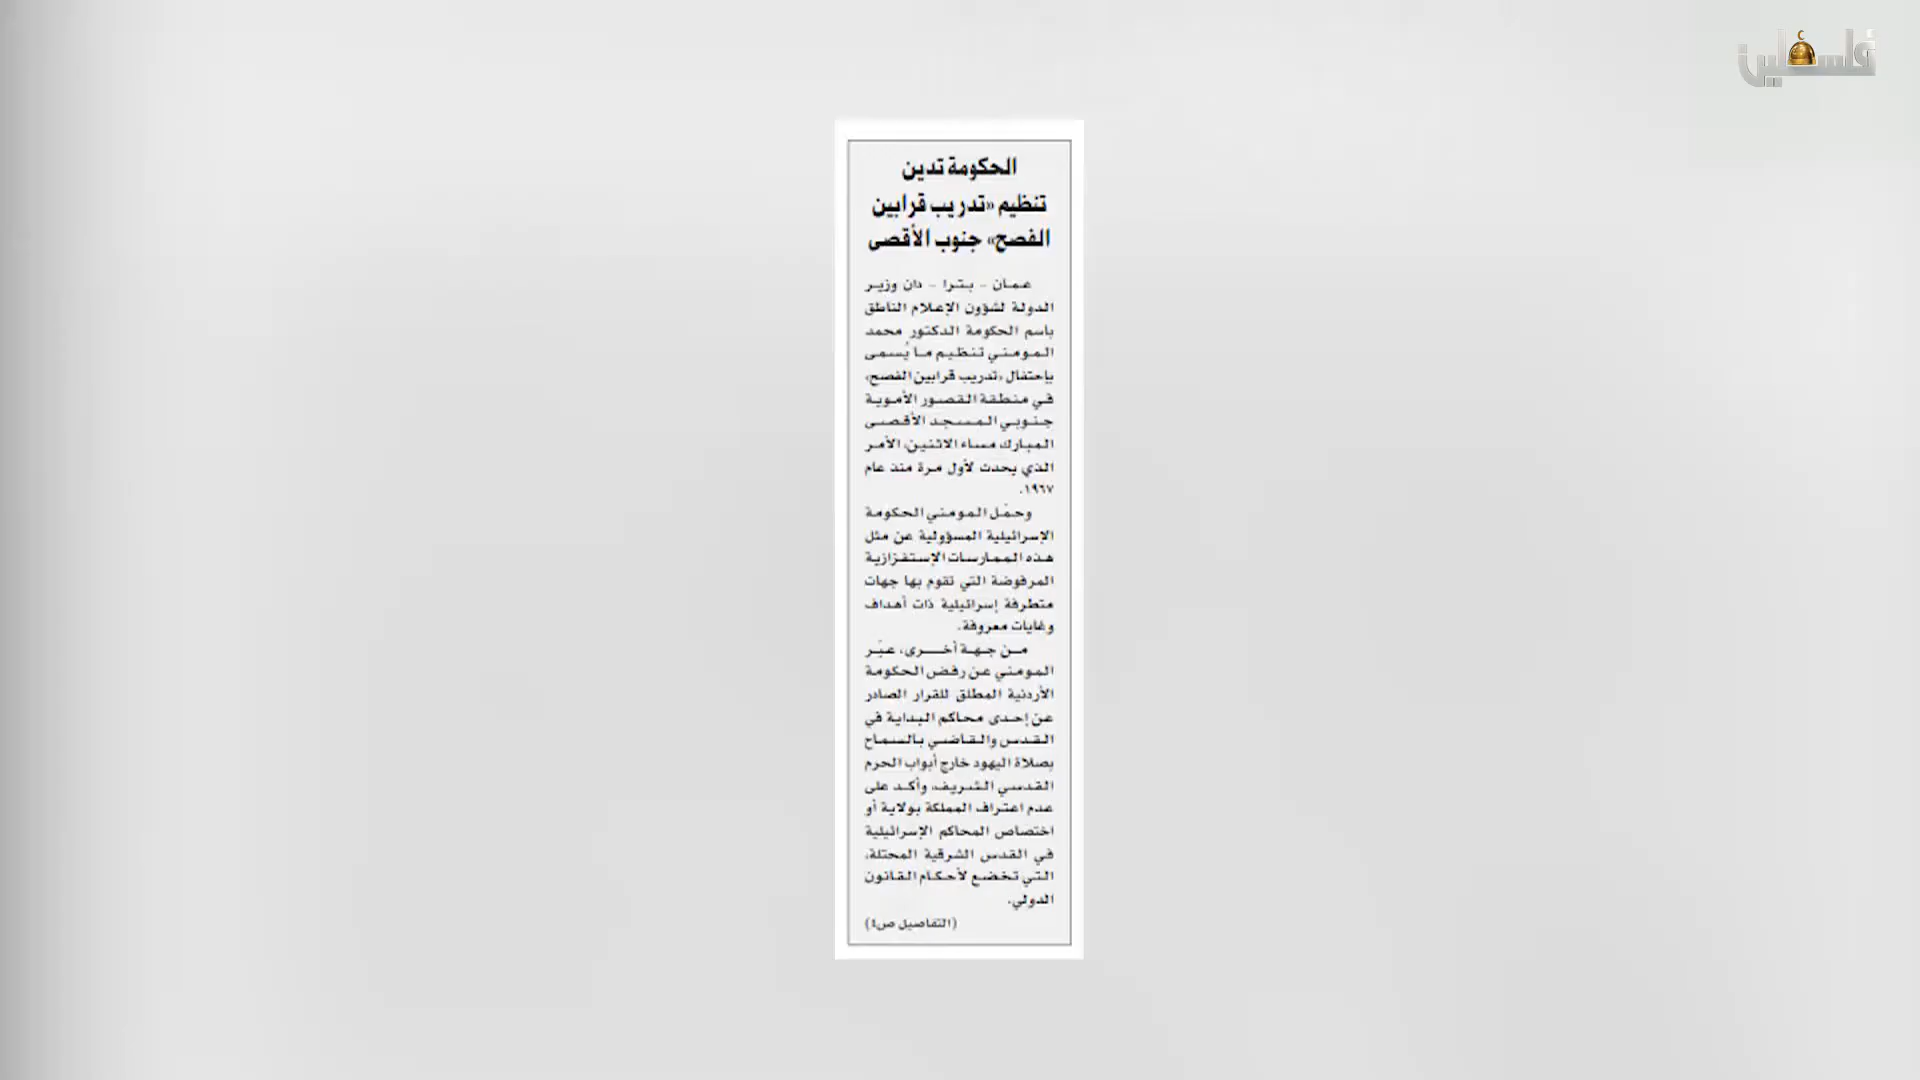 فلسطين
الحكومة تدين
تنظيم «تدريب قرابين
الفصح» جنوب الأقصى
عمان - بترا - دان وزير
الدولة لشؤون الإعلام الناطق
باسم الحكومة الدكتور محمد
المومني تنظيم ما يُسمى
بإحتفال «تدريب قرابين الفصح»
في منطقة القصور الأموية
جنوبي المسجد الأقصى
المبارك مساء الاثنين، الأمر
الذي يحدث لأول مرة منذ عام
١٩٦٧.
وحمّل المومني الحكومة
الإسرائيلية المسؤولية عن مثل
هذه الممارسات الإستفزازية
المرفوضة التي تقوم بها جهات
متطرفة إسرائيلية ذات أهداف
وغايات معروفة.
من جهة أخرى، عبّر
المومني عن رفض الحكومة
الأردنية المطلق للقرار الصادر
عن إحدى محاكم البداية في
القدس والقاضي بالسماح
بصلاة اليهود خارج أبواب الحرم
القدسي الشريف، وأكد على
عدم اعتراف المملكة بولاية أو
اختصاص المحاكم الإسرائيلية
في القدس الشرقية المحتلة،
التي تخضع لأحكام القانون
الدولي.
(التفاصيل ص٤)